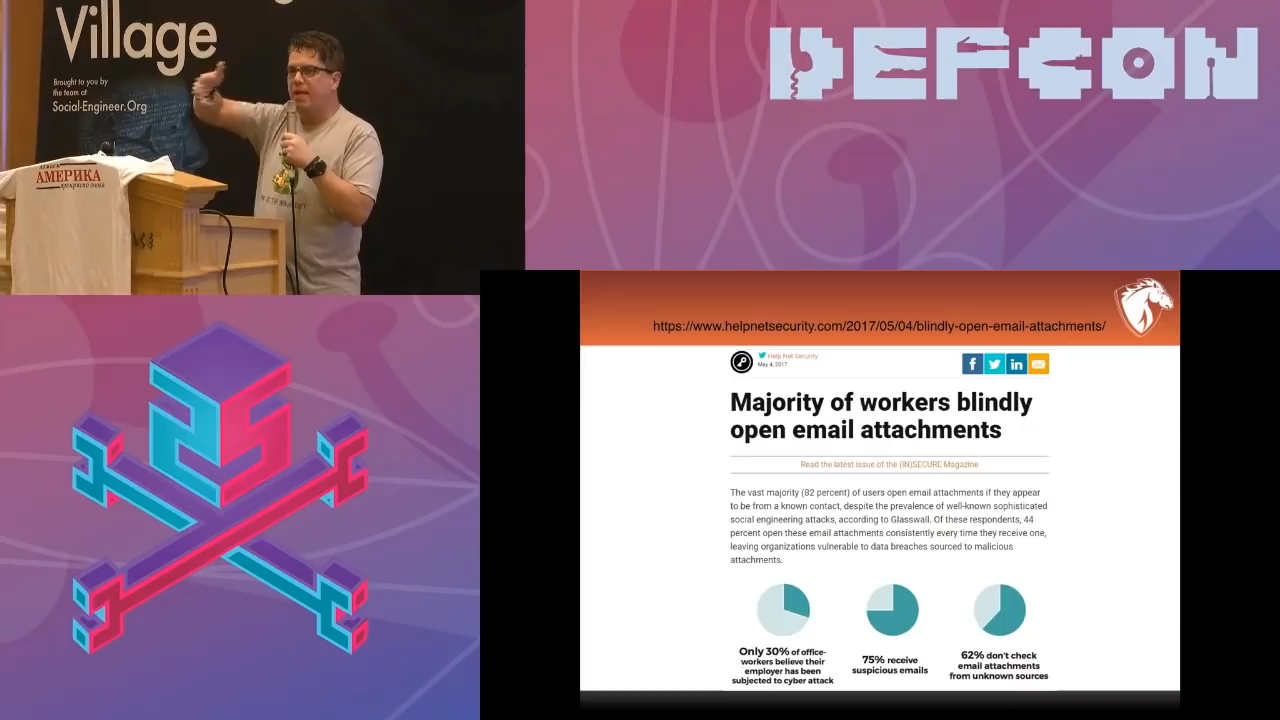 Village
Brought to you by
the team at
Social-Engineer.Org
АМЕРИКА
DEFCON
25
https://www.helpnetsecurity.com/2017/05/04/blindly-open-email-attachments/
Help Net Security
May 4, 2017
Majority of workers blindly
open email attachments
Read the latest issue of the (IN)SECURE Magazine
The vast majority (82 percent) of users open email attachments if they appear
to be from a known contact, despite the prevalence of well-known sophisticated
social engineering attacks, according to Glasswall. Of these respondents, 44
percent open these email attachments consistently every time they receive one,
leaving organizations vulnerable to data breaches sourced to malicious
attachments.
Only 30% of office-
workers believe their
employer has been
subjected to cyber attack
75% receive
suspicious emails
62% don't check
email attachments
from unknown sources